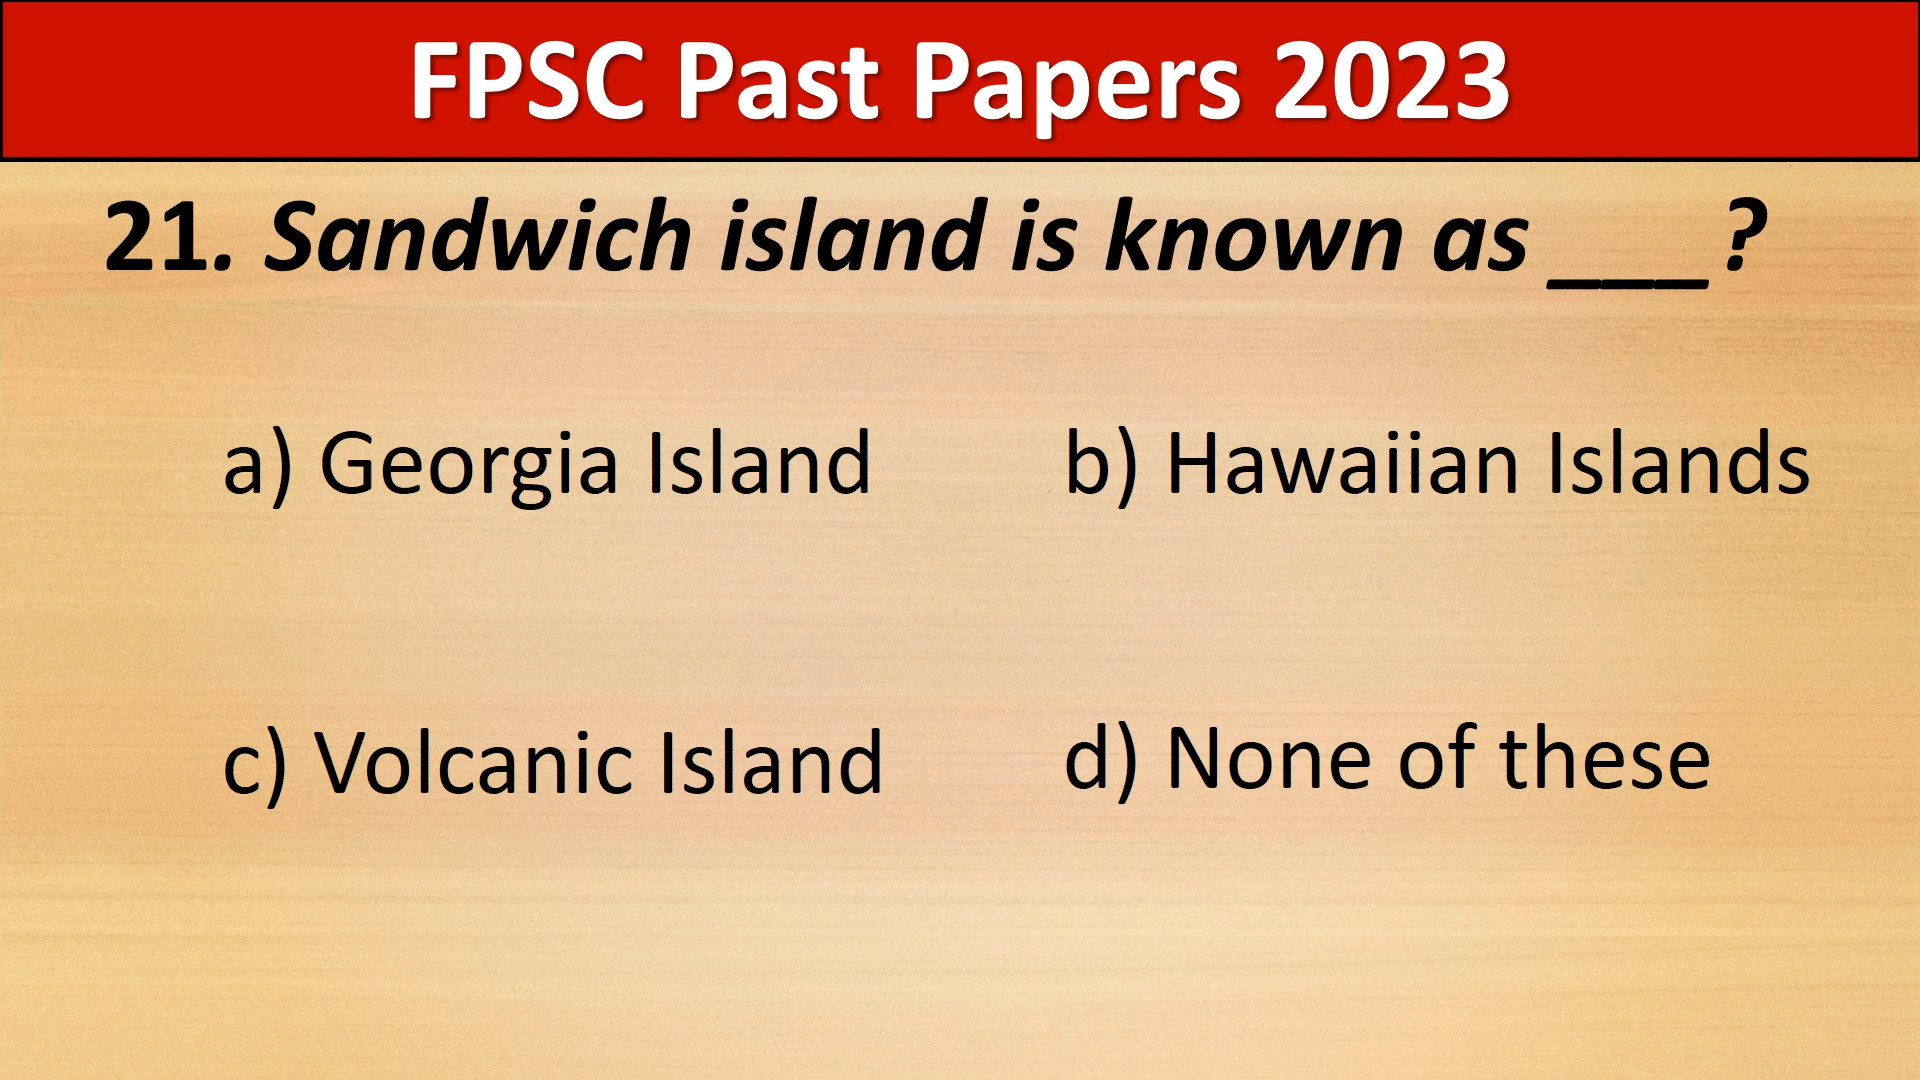 FPSC Past Papers 2023
21. Sandwich island is known as ___?
a) Georgia Island b) Hawaiian Islands
c) Volcanic Island d) None of these